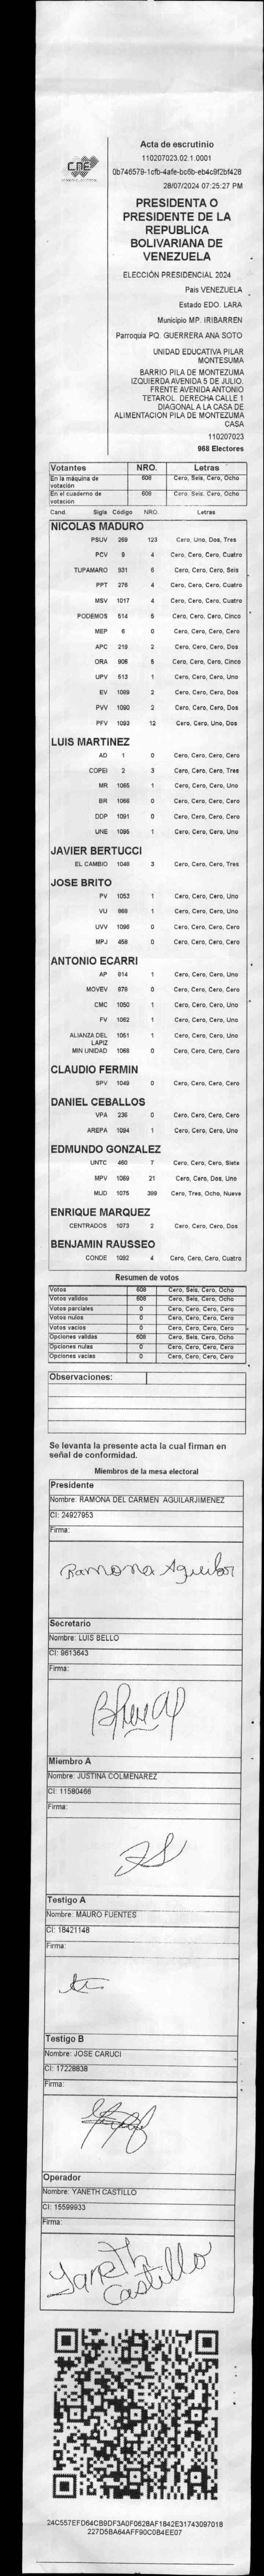 Acta de escrutinio
110207023.02.1.0001
0b746579-1cfb-4afe-bc6b-eb4c9f2bf428
28/07/2024 07:25:27 PM
CNE
PRESIDENTA O
PRESIDENTE DE LA
REPUBLICA
BOLIVARIANA DE
VENEZUELA
ELECCIÓN PRESIDENCIAL 2024
Pais VENEZUELA
Estado EDO. LARA
Municipio MP. IRIBARREN
Parroquia PQ. GUERRERA ANA SOTO
UNIDAD EDUCATIVA PILAR
MONTESUMA
BARRIO PILA DE MONTEZUMA
IZQUIERDA AVENIDA 5 DE JULIO.
FRENTE AVENIDA ANTONIO
TETAROL DERECHA CALLE 1
DIAGONAL A LA CASA DE
ALIMENTACION PILA DE MONTEZUMA
CASA
110207023
968 Electores
Votantes NRO. Letras
En la máquina de votación 608 Cero, Seis, Cero, Ocho
En el cuaderno de votación 608 Cero, Seis, Cero, Ocho
Cand. Sigla Código NRO. Letras
NICOLAS MADURO
PSUV 269 123 Cero, Uno, Dos, Tres
PCV 9 4 Cero, Cero, Cero, Cuatro
TUPAMARO 931 6 Cero, Cero, Cero, Seis
PPT 276 4 Cero, Cero, Cero, Cuatro
MSV 1017 4 Cero, Cero, Cero, Cuatro
PODEMOS 514 5 Cero, Cero, Cero, Cinco
MEP 6 0 Cero, Cero, Cero, Cero
APC 219 2 Cero, Cero, Cero, Dos
ORA 906 5 Cero, Cero, Cero, Cinco
UPV 513 1 Cero, Cero, Cero, Uno
EV 1089 2 Cero, Cero, Cero, Dos
PVV 1090 2 Cero, Cero, Cero, Dos
PFV 1093 12 Cero, Cero, Uno, Dos
LUIS MARTINEZ
AD 1 0 Cero, Cero, Cero, Cero
COPEI 2 3 Cero, Cero, Cero, Tres
MR 1065 1 Cero, Cero, Cero, Uno
BR 1066 0 Cero, Cero, Cero, Cero
DDP 1091 0 Cero, Cero, Cero, Cero
UNE 1095 1 Cero, Cero, Cero, Uno
JAVIER BERTUCCI
EL CAMBIO 1048 3 Cero, Cero, Cero, Tres
JOSE BRITO
PV 1053 1 Cero, Cero, Cero, Uno
VU 868 1 Cero, Cero, Cero, Uno
UVV 1096 0 Cero, Cero, Cero, Cero
MPJ 458 0 Cero, Cero, Cero, Cero
ANTONIO ECARRI
AP 814 1 Cero, Cero, Cero, Uno
MOVEV 878 0 Cero, Cero, Cero, Cero
CMC 1050 1 Cero, Cero, Cero, Uno
FV 1062 1 Cero, Cero, Cero, Uno
ALIANZA DEL LAPIZ 1051 1 Cero, Cero, Cero, Uno
MIN UNIDAD 1068 0 Cero, Cero, Cero, Cero
CLAUDIO FERMIN
SPV 1049 0 Cero, Cero, Cero, Cero
DANIEL CEBALLOS
VPA 236 0 Cero, Cero, Cero, Cero
AREPA 1094 1 Cero, Cero, Cero, Uno
EDMUNDO GONZALEZ
UNTC 460 7 Cero, Cero, Cero, Siete
MPV 1069 21 Cero, Cero, Dos, Uno
MUD 1075 389 Cero, Tres, Ocho, Nueve
ENRIQUE MARQUEZ
CENTRADOS 1073 2 Cero, Cero, Cero, Dos
BENJAMIN RAUSSEO
CONDE 1092 4 Cero, Cero, Cero, Cuatro
Resumen de votos
Votos 608 Cero, Seis, Cero, Ocho
Votos validos 608 Cero, Seis, Cero, Ocho
Votos parciales 0 Cero, Cero, Cero, Cero
Votos nulos 0 Cero, Cero, Cero, Cero
Votos vacios 0 Cero, Cero, Cero, Cero
Opciones validas 608 Cero, Seis, Cero, Ocho
Opciones nulas 0 Cero, Cero, Cero, Cero
Opciones vacias 0 Cero, Cero, Cero, Cero
Observaciones:
Se levanta la presente acta la cual firman en
señal de conformidad.
Miembros de la mesa electoral
Presidente
Nombre: RAMONA DEL CARMEN AGUILARJIMENEZ
CI: 24927953
Firma:
Ramona Aguilar
Secretario
Nombre: LUIS BELLO
CI: 9613643
Firma:
Miembro A
Nombre: JUSTINA COLMENAREZ
CI: 11580466
Firma:
Testigo A
Nombre: MAURO FUENTES
CI: 18421148
Firma:
Testigo B
Nombre: JOSE CARUCI
CI: 17228838
Firma:
Operador
Nombre: YANETH CASTILLO
CI: 15599933
Firma:
Yaneth
Castillo
24C557EFD64CB9DF3A0F0628AF1842E31743097018
227D5BA64AFF90C0B4EE07